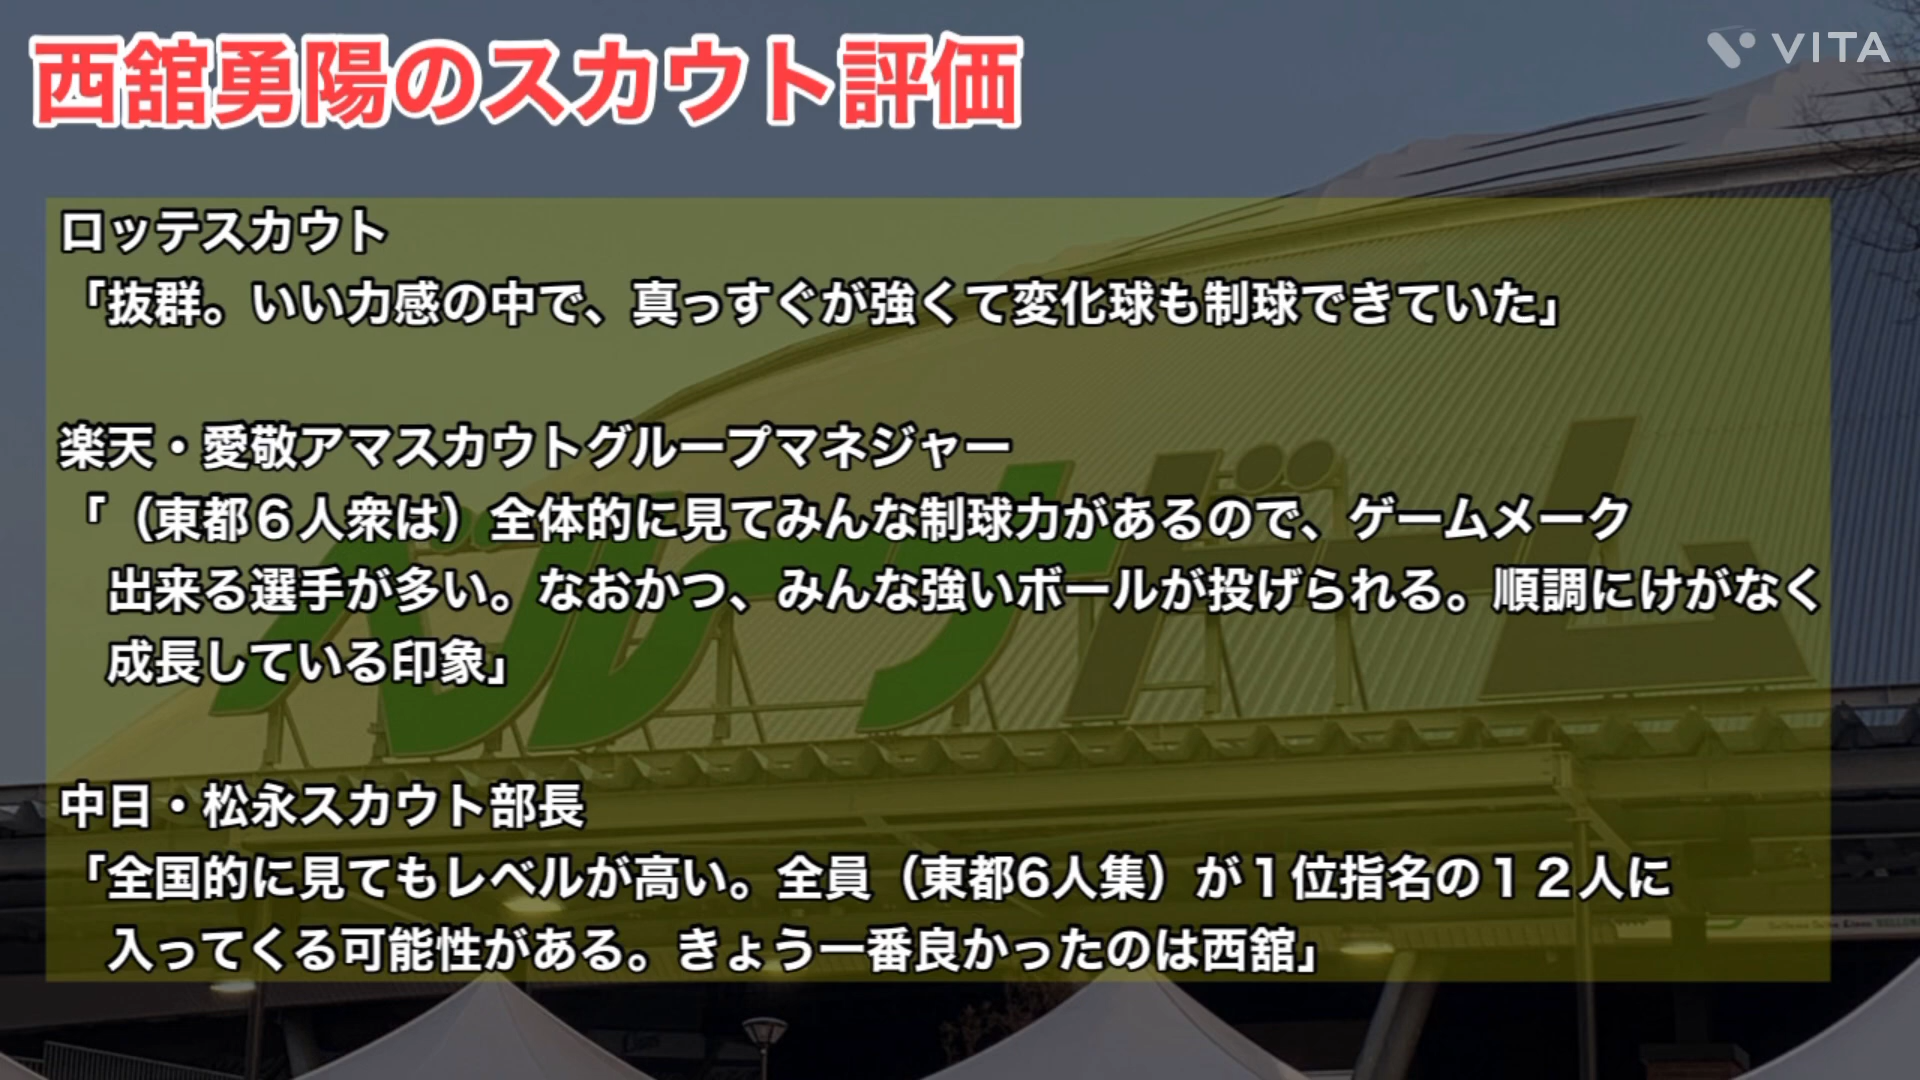 西舘勇陽のスカウト評価
VITA
ロッテスカウト
「抜群。いい力感の中で、真っすぐが強くて変化球も制球できていた」
楽天・愛敬アマスカウトグループマネジャー
「（東都６人衆は）全体的に見てみんな制球力があるので、ゲームメーク
出来る選手が多い。なおかつ、みんな強いボールが投げられる。順調にけがなく
成長している印象」
中日・松永スカウト部長
「全国的に見てもレベルが高い。全員（東都6人集）が１位指名の１２人に
入ってくる可能性がある。きょう一番良かったのは西舘」
ベルーナドーム